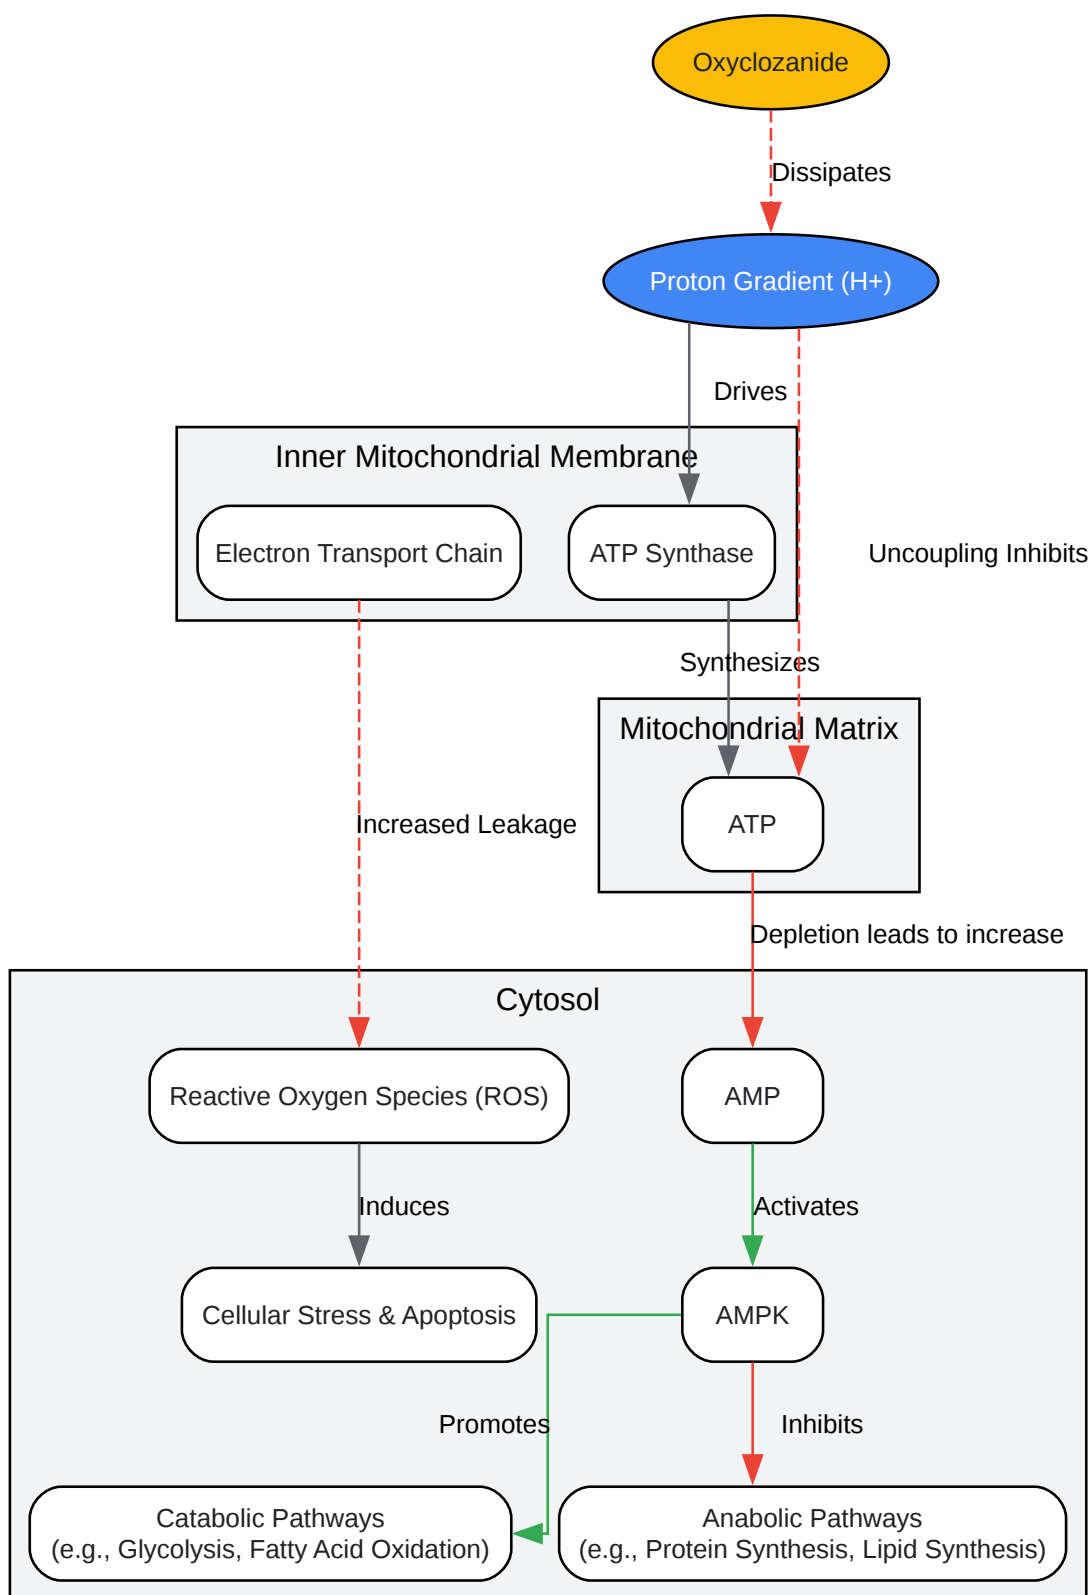 Oxyclozanide
Dissipates
Proton Gradient (H+)
Drives
Inner Mitochondrial Membrane
Electron Transport Chain
ATP Synthase
Uncoupling Inhibits
Synthesizes
Mitochondrial Matrix
ATP
Increased Leakage
Depletion leads to increase
Cytosol
Reactive Oxygen Species (ROS)
AMP
Induces
Activates
Cellular Stress & Apoptosis
AMPK
Promotes
Inhibits
Catabolic Pathways
(e.g., Glycolysis, Fatty Acid Oxidation)
Anabolic Pathways
(e.g., Protein Synthesis, Lipid Synthesis)